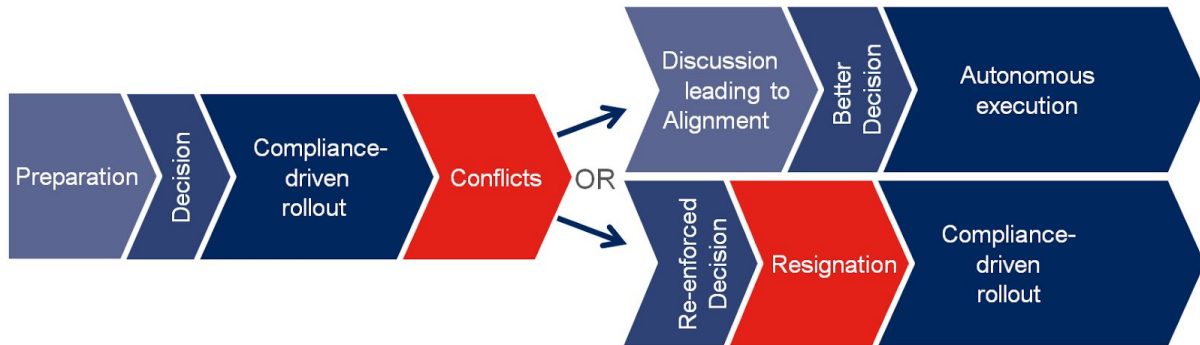 Preparation
Decision
Compliance-
driven
rollout
Conflicts
OR
Discussion
leading to
Alignment
Better
Decision
Autonomous
execution
Re-enforced
Decision
Resignation
Compliance-
driven
rollout